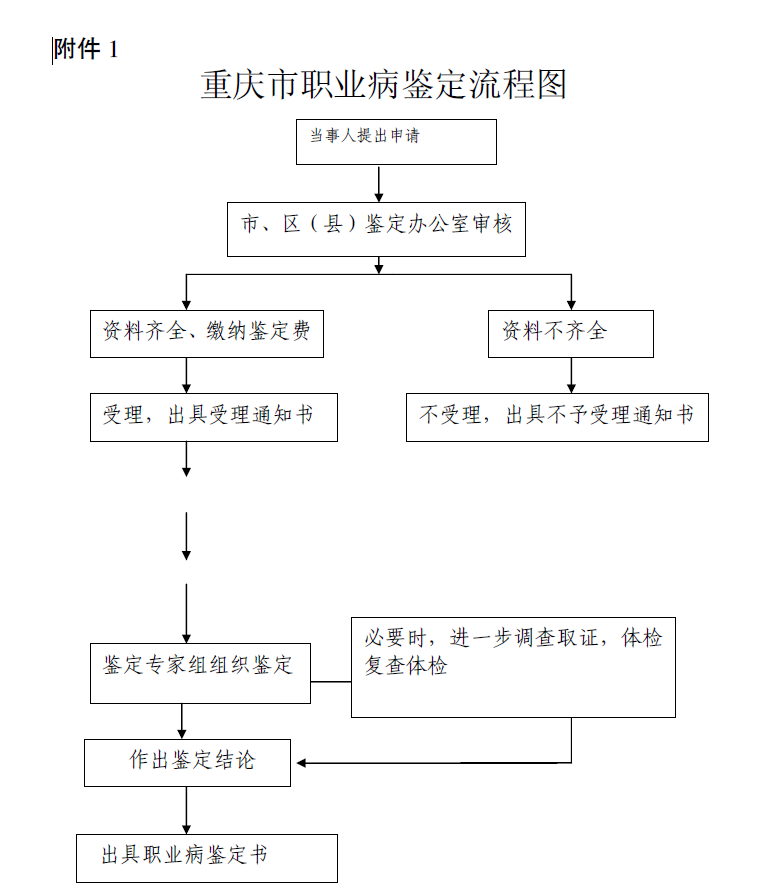 附件 1
重庆市职业病鉴定流程图
当事人提出申请
市、区（县）鉴定办公室审核
资料齐全、缴纳鉴定费
资料不齐全
受理，出具受理通知书
不受理，出具不予受理通知书
鉴定专家组组织鉴定
必要时，进一步调查取证，体检
复查体检
作出鉴定结论
出具职业病鉴定书